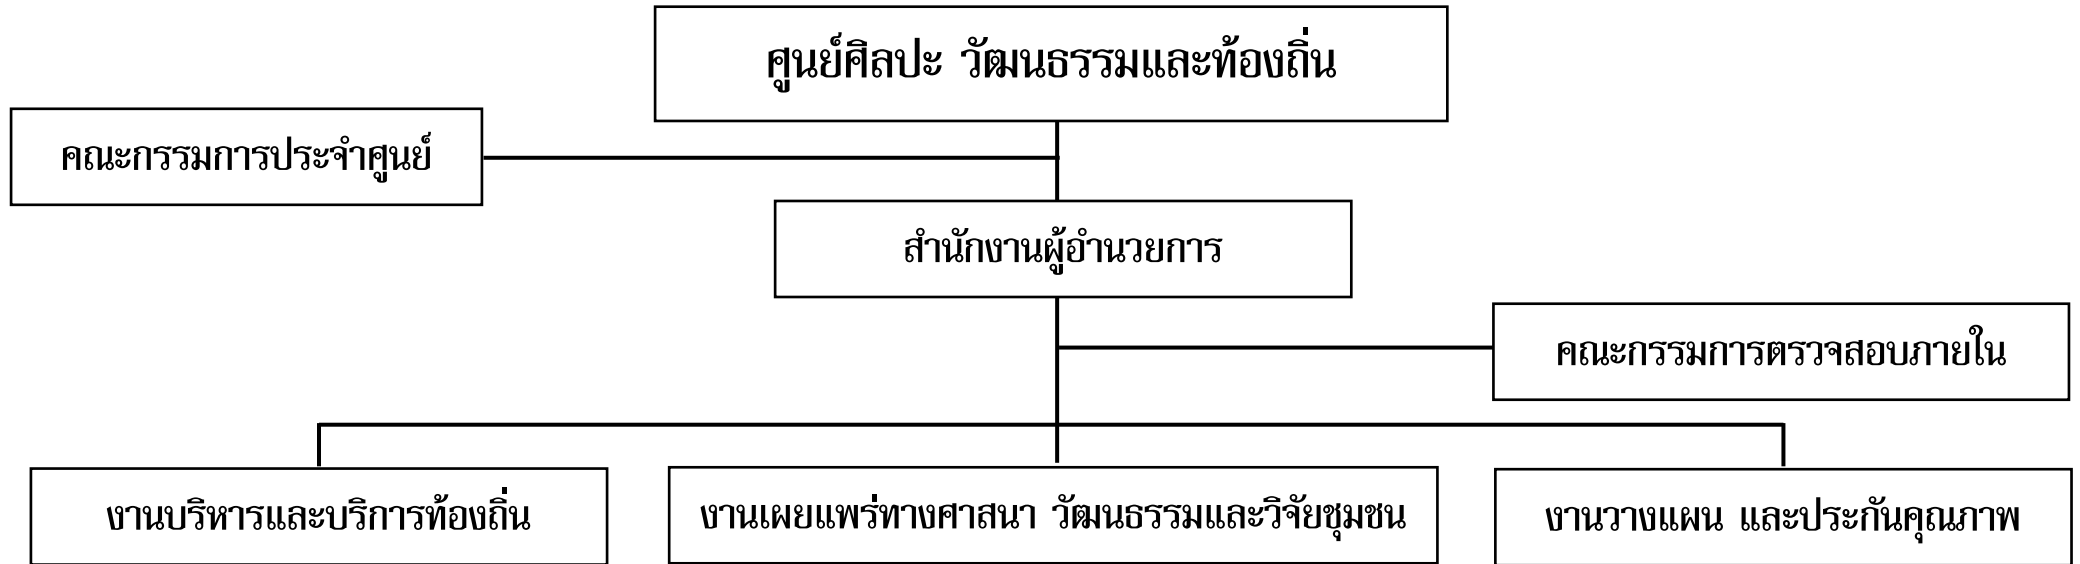 ศูนย์ศิลปะ วัฒนธรรมและท้องถิ่น
คณะกรรมการประจำศูนย์
สำนักงานผู้อำนวยการ
คณะกรรมการตรวจสอบภายใน
งานบริหารและบริการท้องถิ่น
งานเผยแพร่ทางศาสนา วัฒนธรรมและวิจัยชุมชน
งานวางแผน และประกันคุณภาพ